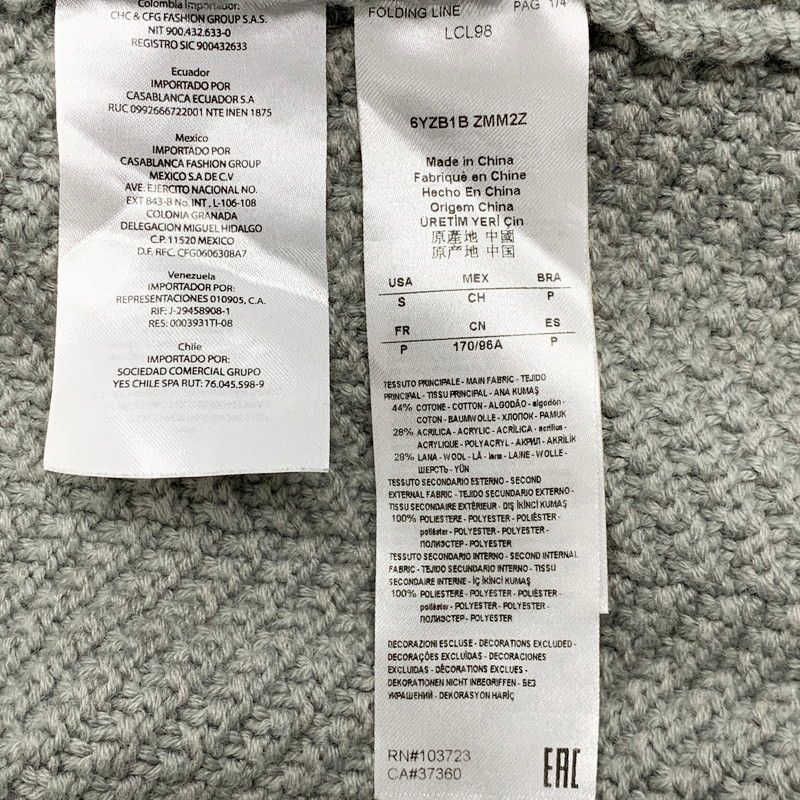 Colombia Importador:
CHC & CFG FASHION GROUP S.A.S.
NIT 900.432.633-0
REGISTRO SIC 900432633
Ecuador
IMPORTADO POR
CASABLANCA ECUADOR S.A
RUC 0992666722001 NTE INEN 1875
Mexico
IMPORTADO POR
CASABLANCA FASHION GROUP
MEXICO S.A DE C.V
AVE. EJERCITO NACIONAL NO.
EXT 843-B No. INT, L-106-108
COLONIA GRANADA
DELEGACION MIGUEL HIDALGO
C.P. 11520 MEXICO
D.F. RFC. CFG0606308A7
Venezuela
IMPORTADOR POR:
REPRESENTACIONES 010905, C.A.
RIF: J-29458908-1
RES: 0003931TI-08
Chile
IMPORTADO POR:
SOCIEDAD COMERCIAL GRUPO
YES CHILE SPA RUT: 76.045.598-9
FOLDING LINE PAG 1/4
LCL98
6YZB1B ZMM2Z
Made in China
Fabriqué en Chine
Hecho En China
Origem China
ÜRETİM YERİ Çin
原產地 中國
原产地 中国
USA MEX BRA
S CH P
FR CN ES
P 170/96A P
TESSUTO PRINCIPALE - MAIN FABRIC - TEJIDO
PRINCIPAL - TISSU PRINCIPAL - ANA KUMAŞ
44% COTONE - COTTON - ALGODÃO - algodón -
COTON - BAUMWOLLE - ХЛОПОК - PAMUK
28% ACRILICA - ACRYLIC - ACRÍLICA - acrílica -
ACRYLIQUE - POLYACRYL - АКРИЛ - AKRİLİK
28% LANA - WOOL - LÃ - lana - LAINE - WOLLE -
ШЕРСТЬ - YÜN
TESSUTO SECONDARIO ESTERNO - SECOND
EXTERNAL FABRIC - TEJIDO SECUNDARIO EXTERNO -
TISSU SECONDAIRE EXTÉRIEUR - DIŞ İKİNCİ KUMAŞ
100% POLIESTERE - POLYESTER - POLIÉSTER -
poliéster - POLYESTER - POLYESTER -
ПОЛИЭСТЕР - POLYESTER
TESSUTO SECONDARIO INTERNO - SECOND INTERNAL
FABRIC - TEJIDO SECUNDARIO INTERNO - TISSU
SECONDAIRE INTERNE - İÇ İKİNCİ KUMAŞ
100% POLIESTERE - POLYESTER - POLIÉSTER -
poliéster - POLYESTER - POLYESTER -
ПОЛИЭСТЕР - POLYESTER
DECORAZIONI ESCLUSE - DECORATIONS EXCLUDED -
DECORAÇÕES EXCLUÍDAS - DECORACIONES
EXCLUIDAS - DÉCORATIONS EXCLUES -
DEKORATIONEN NICHT INBEGRIFFEN - БЕЗ
УКРАШЕНИЙ - DEKORASYON HARİÇ
RN#103723
CA#37360
EAC